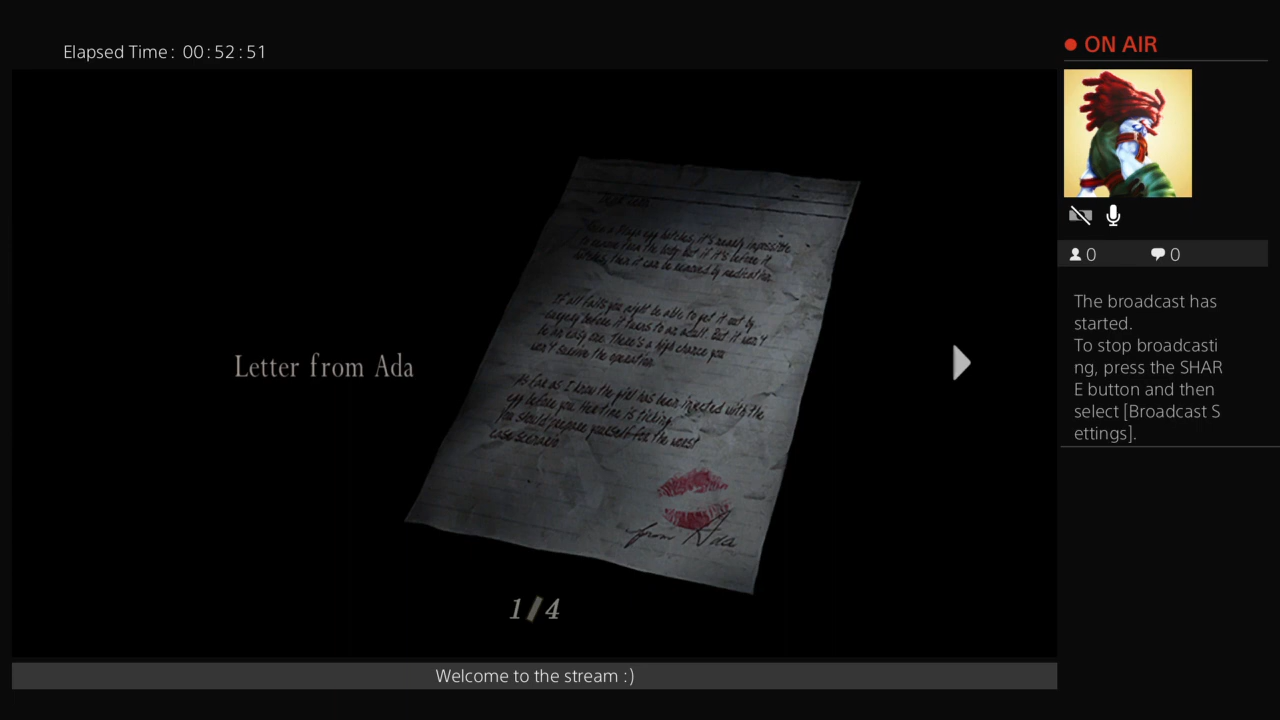 Elapsed Time: 00:52:51
ON AIR
0 0
The broadcast has
started.
To stop broadcasti
ng, press the SHAR
E button and then
select [Broadcast S
ettings].
Letter from Ada
to remove from the body. But if it's before it
hatches, then it can be removed by medication.
If all fails you might be able to get it out by
surgery before it turns to an adult. But it won't
be an easy one. There's a high chance you
won't survive the operation.
As far as I know the girl has been injected with the
egg before you. Her time is ticking.
You should prepare yourself for the worst
case scenario.
from Ada
1/4
Welcome to the stream :)